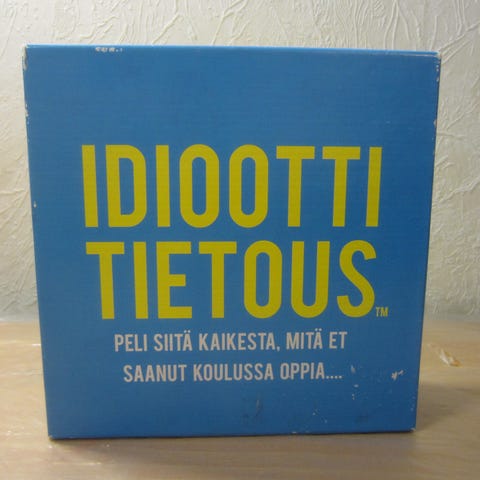 IDIOOTTI
TIETOUS™
PELI SIITÄ KAIKESTA, MITÄ ET
SAANUT KOULUSSA OPPIA....